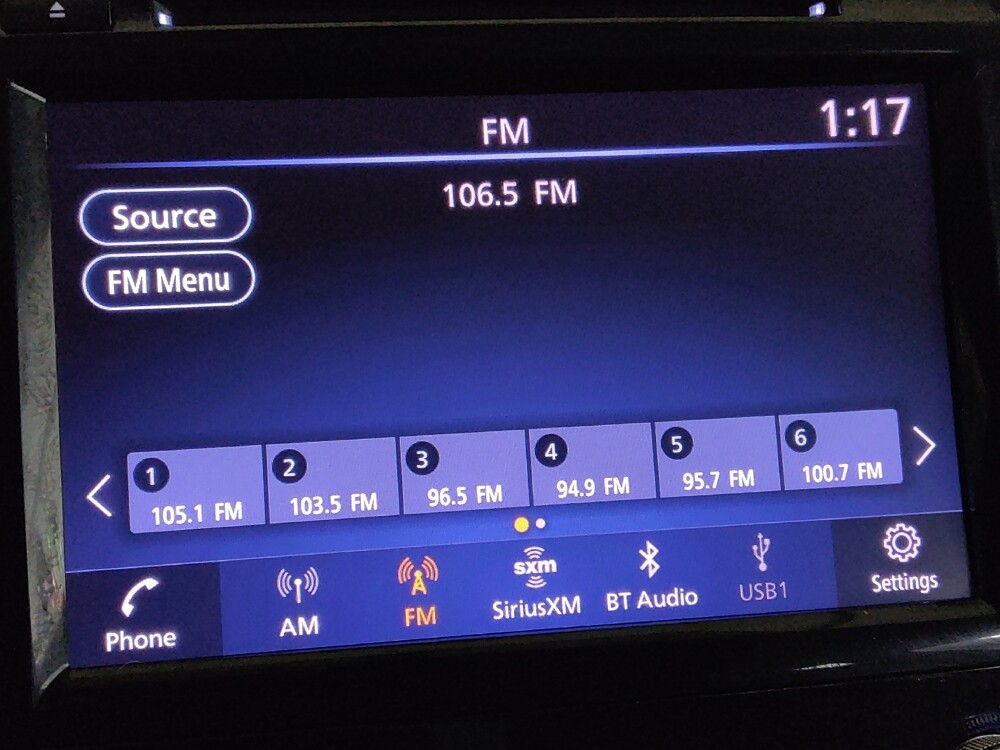 FM
1:17
106.5 FM
Source
FM Menu
1 2 3 4 5 6
105.1 FM 103.5 FM 96.5 FM 94.9 FM 95.7 FM 100.7 FM
sxm
Phone AM FM SiriusXM BT Audio USB1 Settings